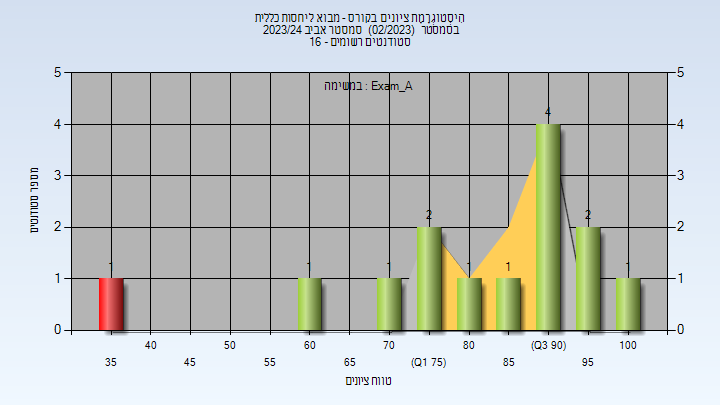 היסטוגרמת ציונים בקורס - מבוא ליחסות כללית
בסמסטר (02/2023) סמסטר אביב 2023/24
סטודנטים רשומים - 16
במשימה : Exam_A
מספר סטודנטים
5 5
4 4
3 3
2 2
1 1
0 0
1 1 1 2 1 1 4 2 1
40 50 60 70 80 (Q3 90) 100
35 45 55 65 (Q1 75) 85 95
טווח ציונים